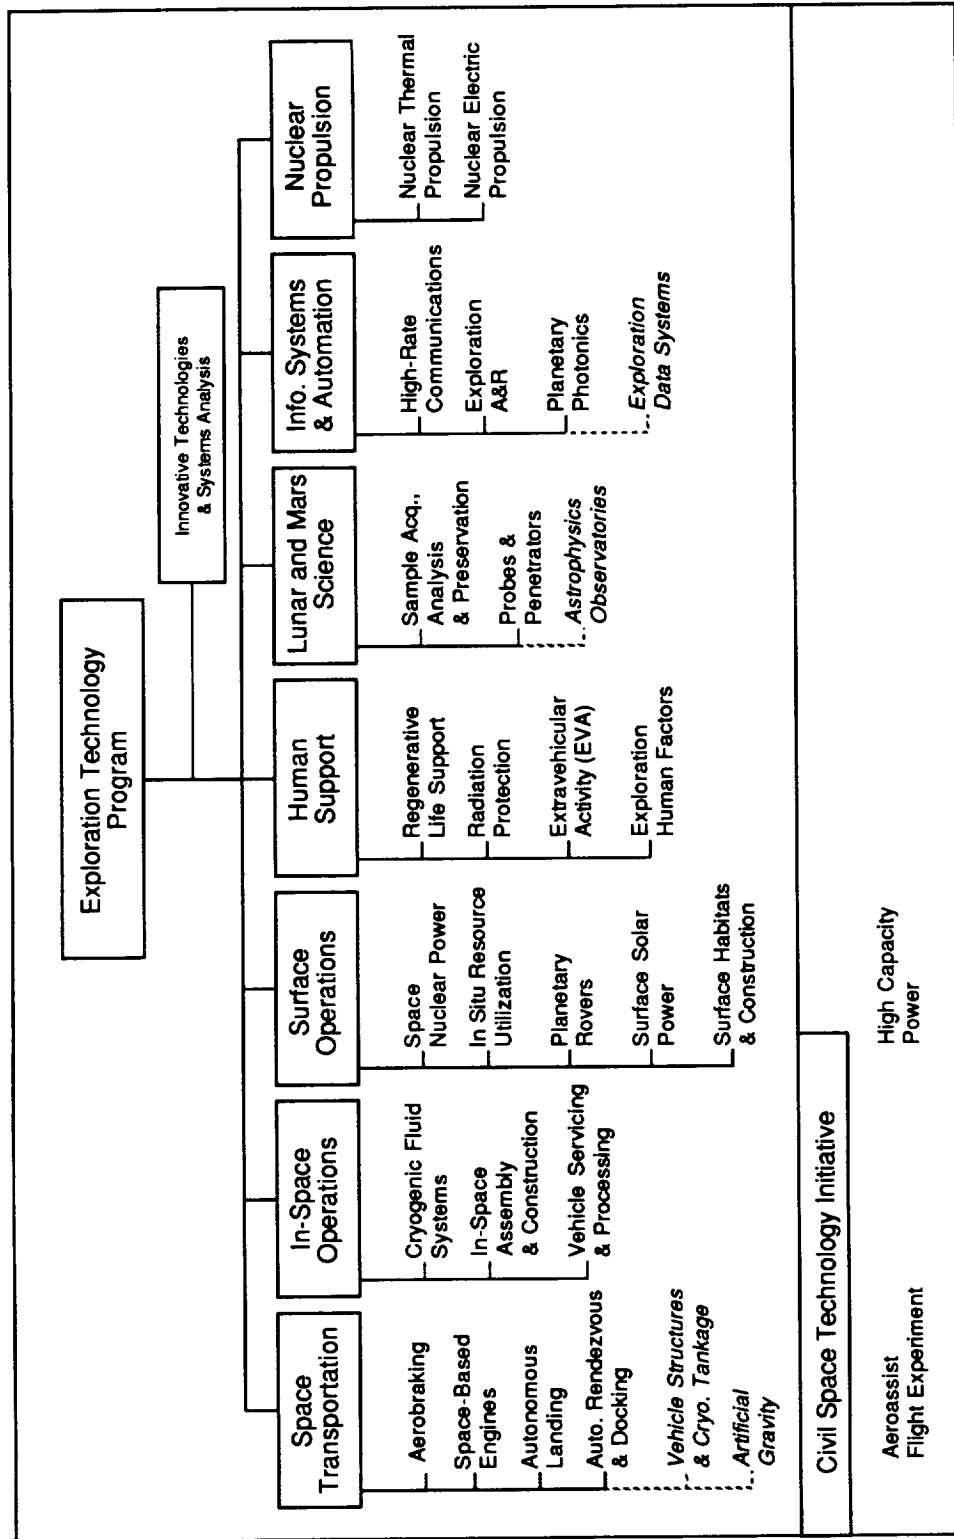 Exploration Technology
Program
Innovative Technologies
& Systems Analysis
Space
Transportation
Aerobraking
Space-Based
Engines
Autonomous
Landing
Auto. Rendezvous
& Docking
Vehicle Structures
& Cryo. Tankage
Artificial
Gravity
In-Space
Operations
Cryogenic Fluid
Systems
In-Space
Assembly
& Construction
Vehicle Servicing
& Processing
Surface
Operations
Space
Nuclear Power
In Situ Resource
Utilization
Planetary
Rovers
Surface Solar
Power
Surface Habitats
& Construction
Human
Support
Regenerative
Life Support
Radiation
Protection
Extravehicular
Activity (EVA)
Exploration
Human Factors
Lunar and Mars
Science
Sample Acq.,
Analysis
& Preservation
Probes &
Penetrators
Astrophysics
Observatories
Info. Systems
& Automation
High-Rate
Communications
Exploration
A&R
Planetary
Photonics
Exploration
Data Systems
Nuclear
Propulsion
Nuclear Thermal
Propulsion
Nuclear Electric
Propulsion
Civil Space Technology Initiative
Aeroassist
Flight Experiment
High Capacity
Power